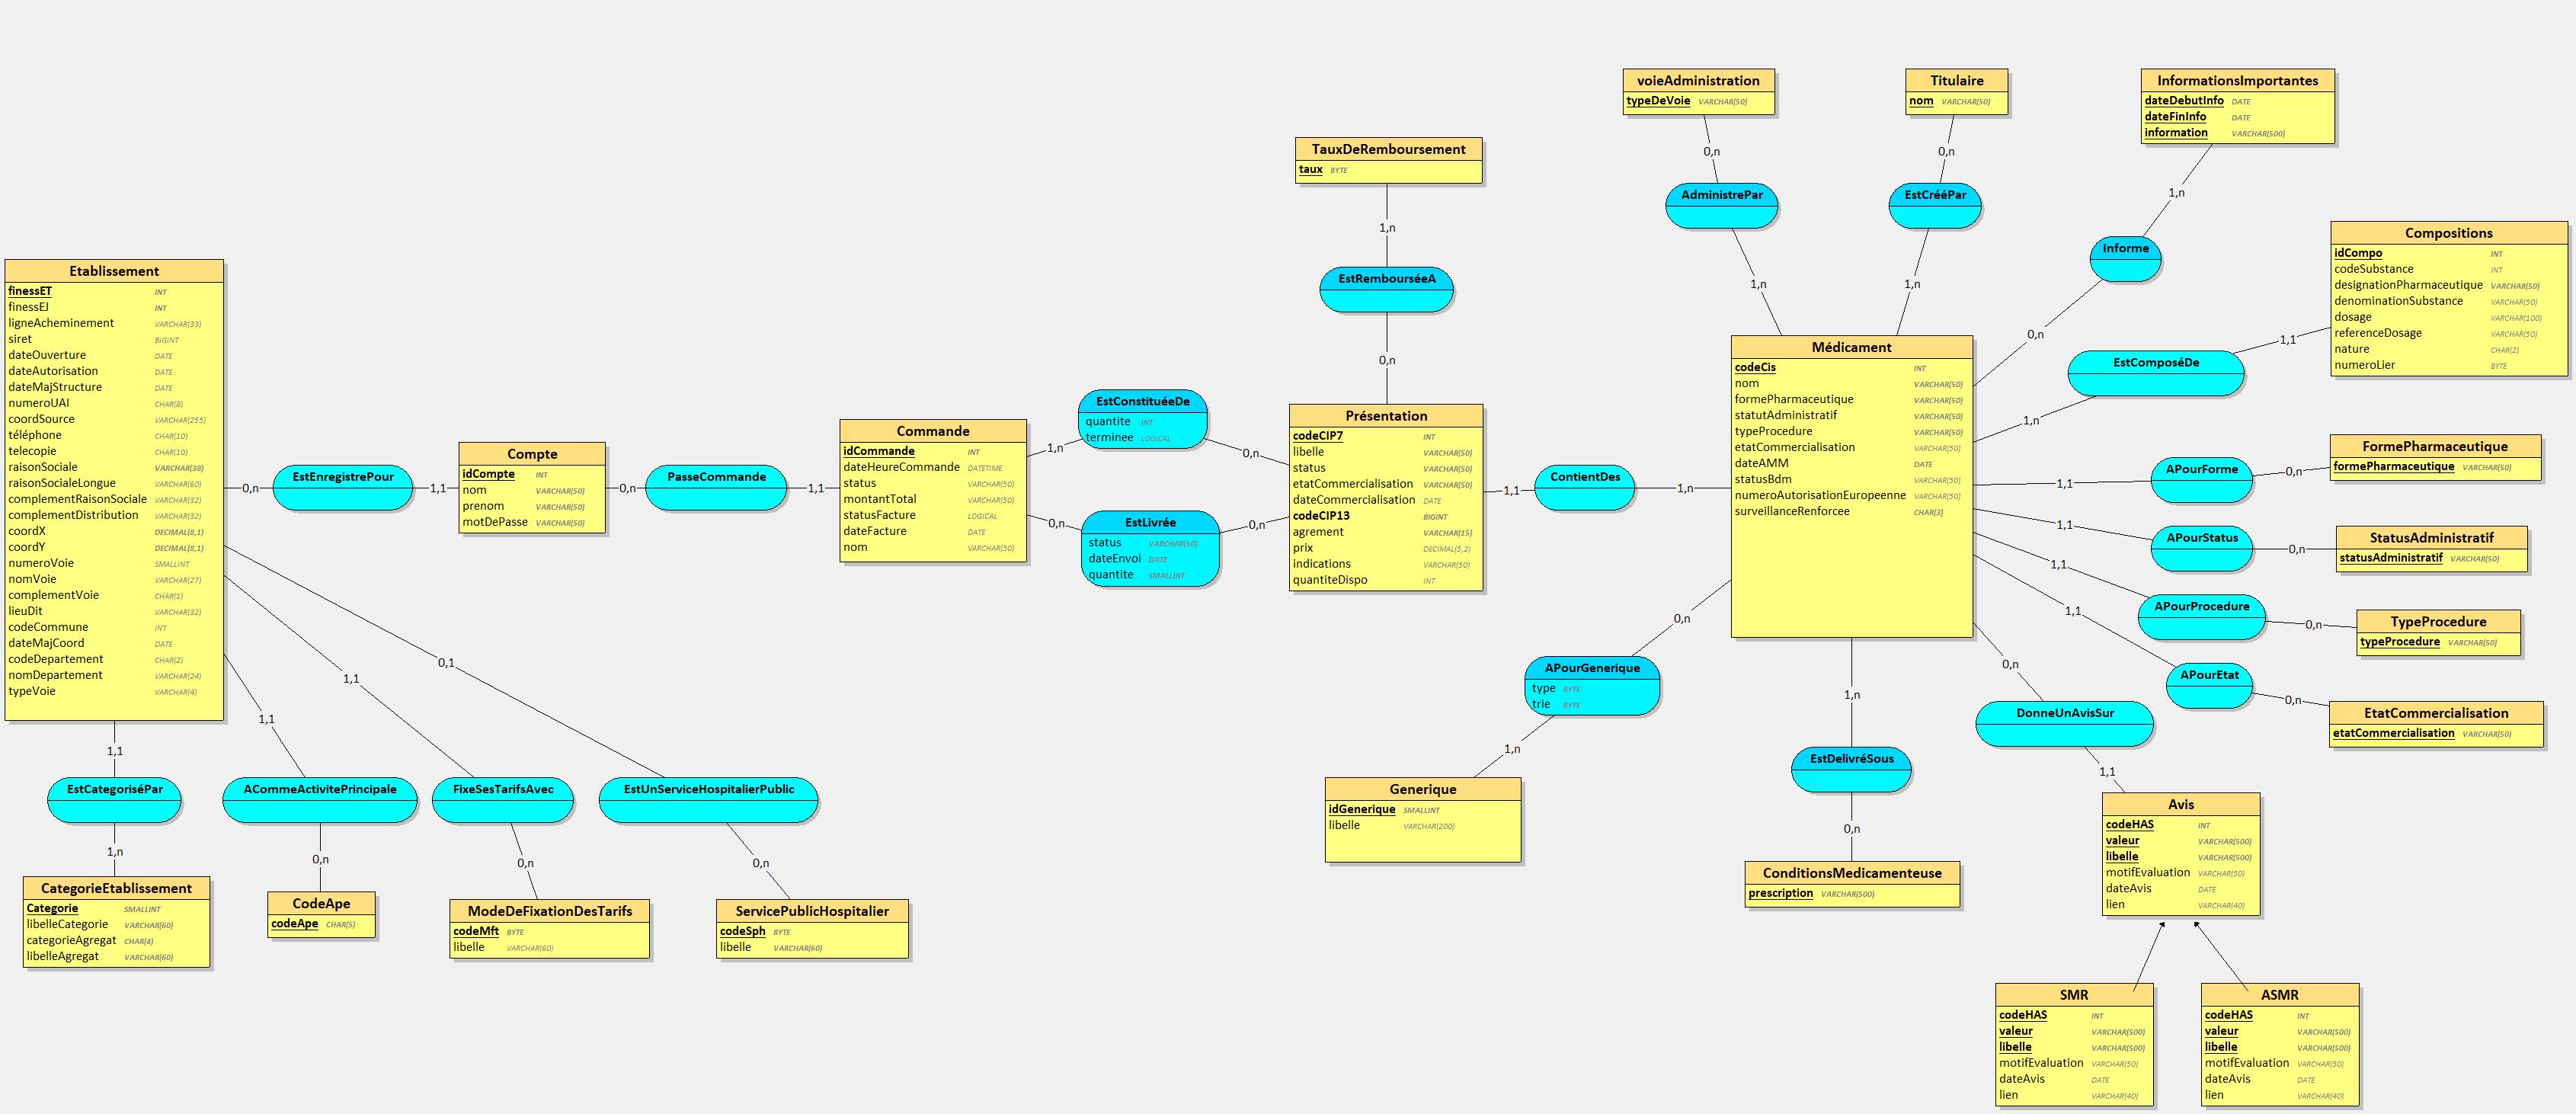 voieAdministration
typeDeVoie VARCHAR(50)
Titulaire
nom VARCHAR(50)
InformationsImportantes
dateDebutInfo DATE
dateFinInfo DATE
information VARCHAR(500)
TauxDeRemboursement
taux BYTE
0,n
0,n
1,n
AdministrePar
EstCrééPar
1,n
Informe
Compositions
idCompo INT
codeSubstance INT
designationPharmaceutique VARCHAR(50)
denominationSubstance VARCHAR(50)
dosage VARCHAR(100)
referenceDosage VARCHAR(50)
nature CHAR(2)
numeroLier BYTE
EstRembourséeA
1,n
1,n
0,n
0,n
1,1
EstComposéDe
1,n
Etablissement
finessET INT
finessEJ INT
ligneAcheminement VARCHAR(33)
siret BIGINT
dateOuverture DATE
dateAutorisation DATE
dateMajStructure DATE
numeroUAI CHAR(8)
coordSource VARCHAR(255)
téléphone CHAR(10)
telecopie CHAR(10)
raisonSociale VARCHAR(38)
raisonSocialeLongue VARCHAR(60)
complementRaisonSociale VARCHAR(32)
complementDistribution VARCHAR(32)
coordX DECIMAL(8,1)
coordY DECIMAL(8,1)
numeroVoie SMALLINT
nomVoie VARCHAR(27)
complementVoie CHAR(1)
lieuDit VARCHAR(32)
codeCommune INT
dateMajCoord DATE
codeDepartement CHAR(2)
nomDepartement VARCHAR(24)
typeVoie VARCHAR(4)
0,n
EstEnregistrePour
1,1
Compte
idCompte INT
nom VARCHAR(50)
prenom VARCHAR(50)
motDePasse VARCHAR(50)
0,n
PasseCommande
1,1
Commande
idCommande INT
dateHeureCommande DATETIME
status VARCHAR(50)
montantTotal VARCHAR(50)
statusFacture LOGICAL
dateFacture DATE
nom VARCHAR(50)
1,n
EstConstituéeDe
quantite INT
terminee LOGICAL
0,n
0,n
EstLivrée
status VARCHAR(50)
dateEnvoi DATE
quantite SMALLINT
0,n
Présentation
codeCIP7 INT
libelle VARCHAR(50)
status VARCHAR(50)
etatCommercialisation VARCHAR(50)
dateCommercialisation DATE
codeCIP13 BIGINT
agrement VARCHAR(15)
prix DECIMAL(5,2)
indications VARCHAR(50)
quantiteDispo INT
1,1
ContientDes
1,n
Médicament
codeCis INT
nom VARCHAR(50)
formePharmaceutique VARCHAR(50)
statutAdministratif VARCHAR(50)
typeProcedure VARCHAR(50)
etatCommercialisation VARCHAR(50)
dateAMM DATE
statusBdm VARCHAR(50)
numeroAutorisationEuropeenne VARCHAR(50)
surveillanceRenforcee CHAR(3)
1,1
APourForme
0,n
FormePharmaceutique
formePharmaceutique VARCHAR(50)
1,1
APourStatus
0,n
StatusAdministratif
statusAdministratif VARCHAR(50)
1,1
APourProcedure
0,n
TypeProcedure
typeProcedure VARCHAR(50)
1,1
APourEtat
0,n
EtatCommercialisation
etatCommercialisation VARCHAR(50)
0,n
DonneUnAvisSur
1,1
Avis
codeHAS INT
valeur VARCHAR(500)
libelle VARCHAR(500)
motifEvaluation VARCHAR(50)
dateAvis DATE
lien VARCHAR(40)
0,n
APourGenerique
type BYTE
trie BYTE
1,n
Generique
idGenerique SMALLINT
libelle VARCHAR(200)
1,n
EstDelivréSous
0,n
ConditionsMedicamenteuse
prescription VARCHAR(500)
1,1
1,1
1,1
0,1
EstCategoriséPar
ACommeActivitePrincipale
FixeSesTarifsAvec
EstUnServiceHospitalierPublic
1,n
0,n
0,n
0,n
CategorieEtablissement
Categorie SMALLINT
libelleCategorie VARCHAR(60)
categorieAgregat CHAR(4)
libelleAgregat VARCHAR(60)
CodeApe
codeApe CHAR(5)
ModeDeFixationDesTarifs
codeMft BYTE
libelle VARCHAR(60)
ServicePublicHospitalier
codeSph BYTE
libelle VARCHAR(60)
SMR
codeHAS INT
valeur VARCHAR(500)
libelle VARCHAR(500)
motifEvaluation VARCHAR(50)
dateAvis DATE
lien VARCHAR(40)
ASMR
codeHAS INT
valeur VARCHAR(500)
libelle VARCHAR(500)
motifEvaluation VARCHAR(50)
dateAvis DATE
lien VARCHAR(40)